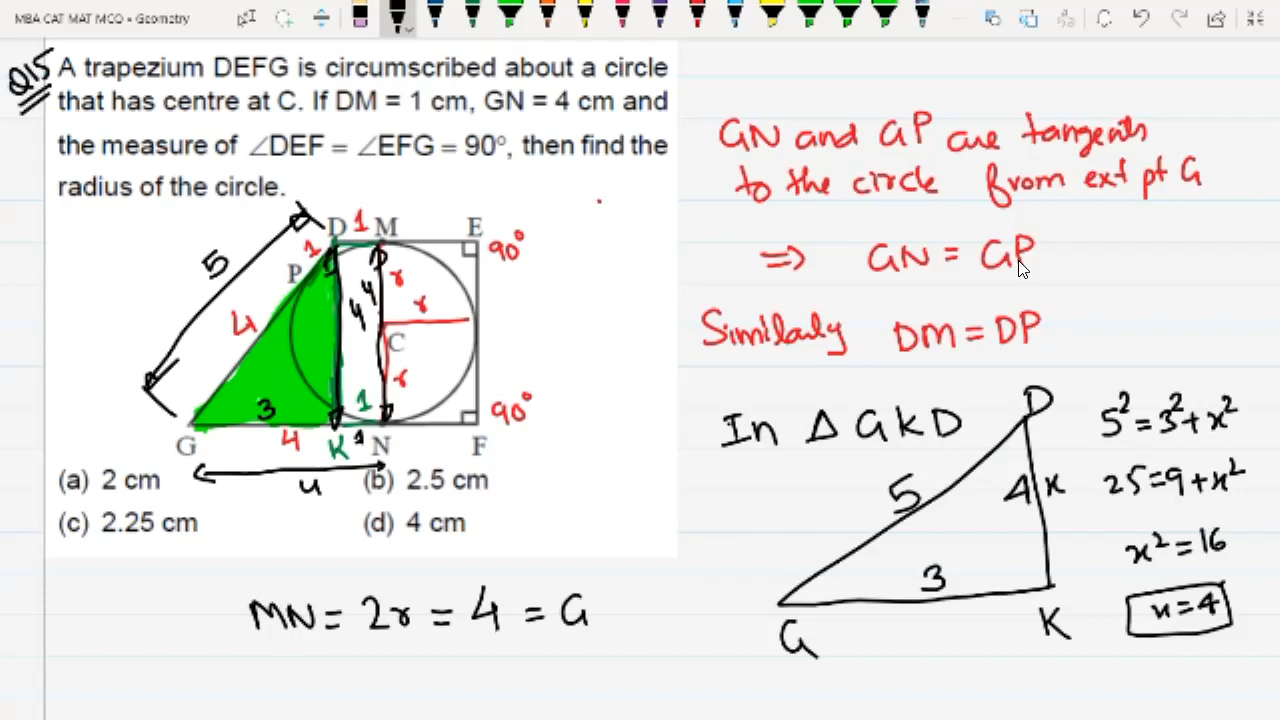 MBA CAT MAT MCQ - Geometry
Q15
A trapezium DEFG is circumscribed about a circle
that has centre at C. If DM = 1 cm, GN = 4 cm and
the measure of ∠DEF = ∠EFG = 90°, then find the
radius of the circle.
D 1 M E
5 1 90°
P r
4 4 4 r
C
r
3 1 90°
G 4 K 1 N F
4
(a) 2 cm (b) 2.5 cm
(c) 2.25 cm (d) 4 cm
MN = 2r = 4 = G
GN and GP are tangents
to the circle from ext pt G
⇒ GN = GP
Similarly DM = DP
In Δ GKD
D
5 4 x
3
G K
5² = 3² + x²
25 = 9 + x²
x² = 16
x = 4